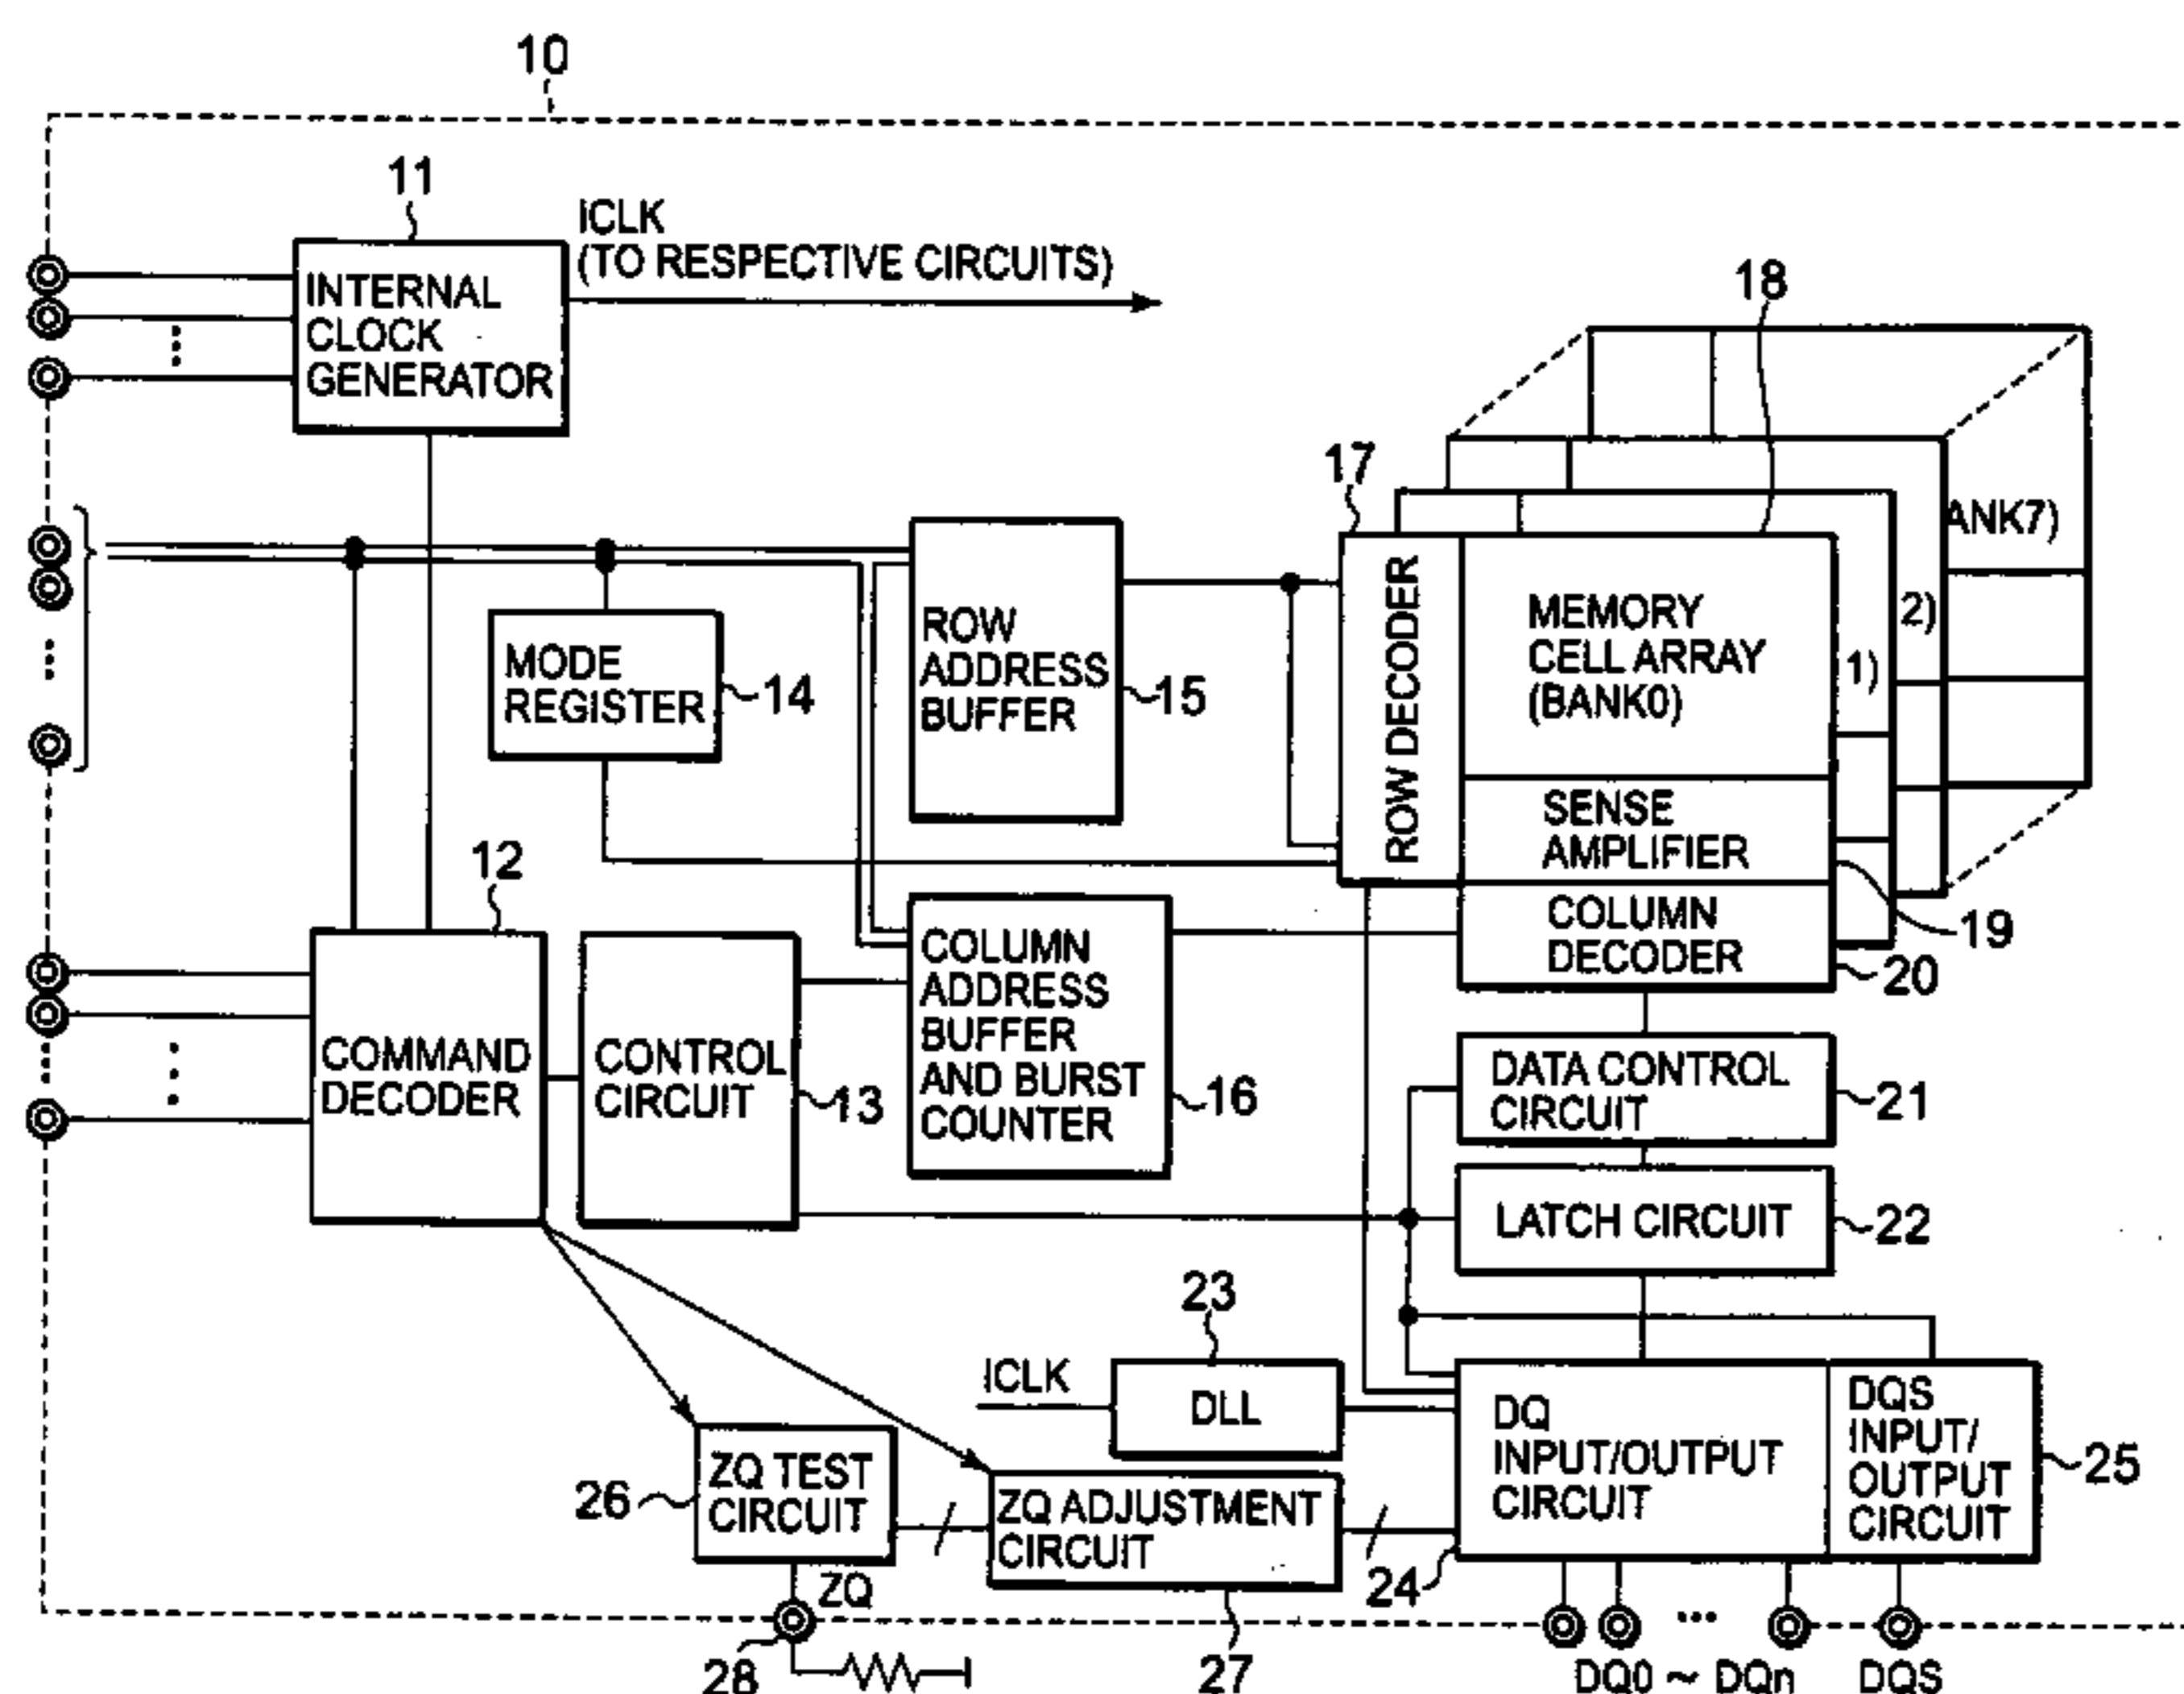 10
11
ICLK
(TO RESPECTIVE CIRCUITS)
INTERNAL
CLOCK
GENERATOR
18
17
ANK7)
ROW DECODER
MEMORY
CELL ARRAY
(BANK0)
2)
1)
MODE
REGISTER
14
ROW
ADDRESS
BUFFER
15
SENSE
AMPLIFIER
19
COLUMN
DECODER
20
12
COMMAND
DECODER
CONTROL
CIRCUIT
13
COLUMN
ADDRESS
BUFFER
AND BURST
COUNTER
16
DATA CONTROL
CIRCUIT
21
LATCH CIRCUIT
22
23
ICLK
DLL
DQ
INPUT/OUTPUT
CIRCUIT
24
DQS
INPUT/
OUTPUT
CIRCUIT
25
26
ZQ TEST
CIRCUIT
ZQ ADJUSTMENT
CIRCUIT
27
ZQ
28
DQ0 ~ DQn
DQS